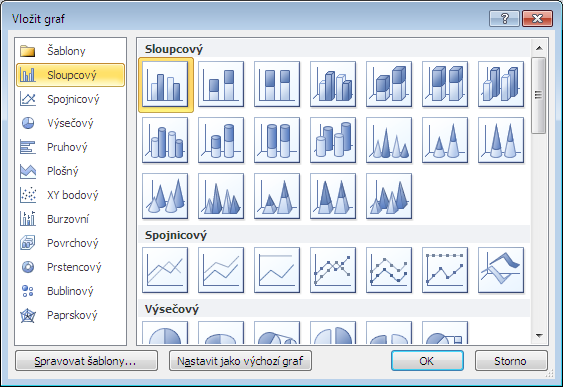 Vložit graf
Šablony
Sloupcový
Spojnicový
Výsečový
Pruhový
Plošný
XY bodový
Burzovní
Povrchový
Prstencový
Bublinový
Paprskový
Sloupcový
Spojnicový
Výsečový
Spravovat šablony...
Nastavit jako výchozí graf
OK
Storno